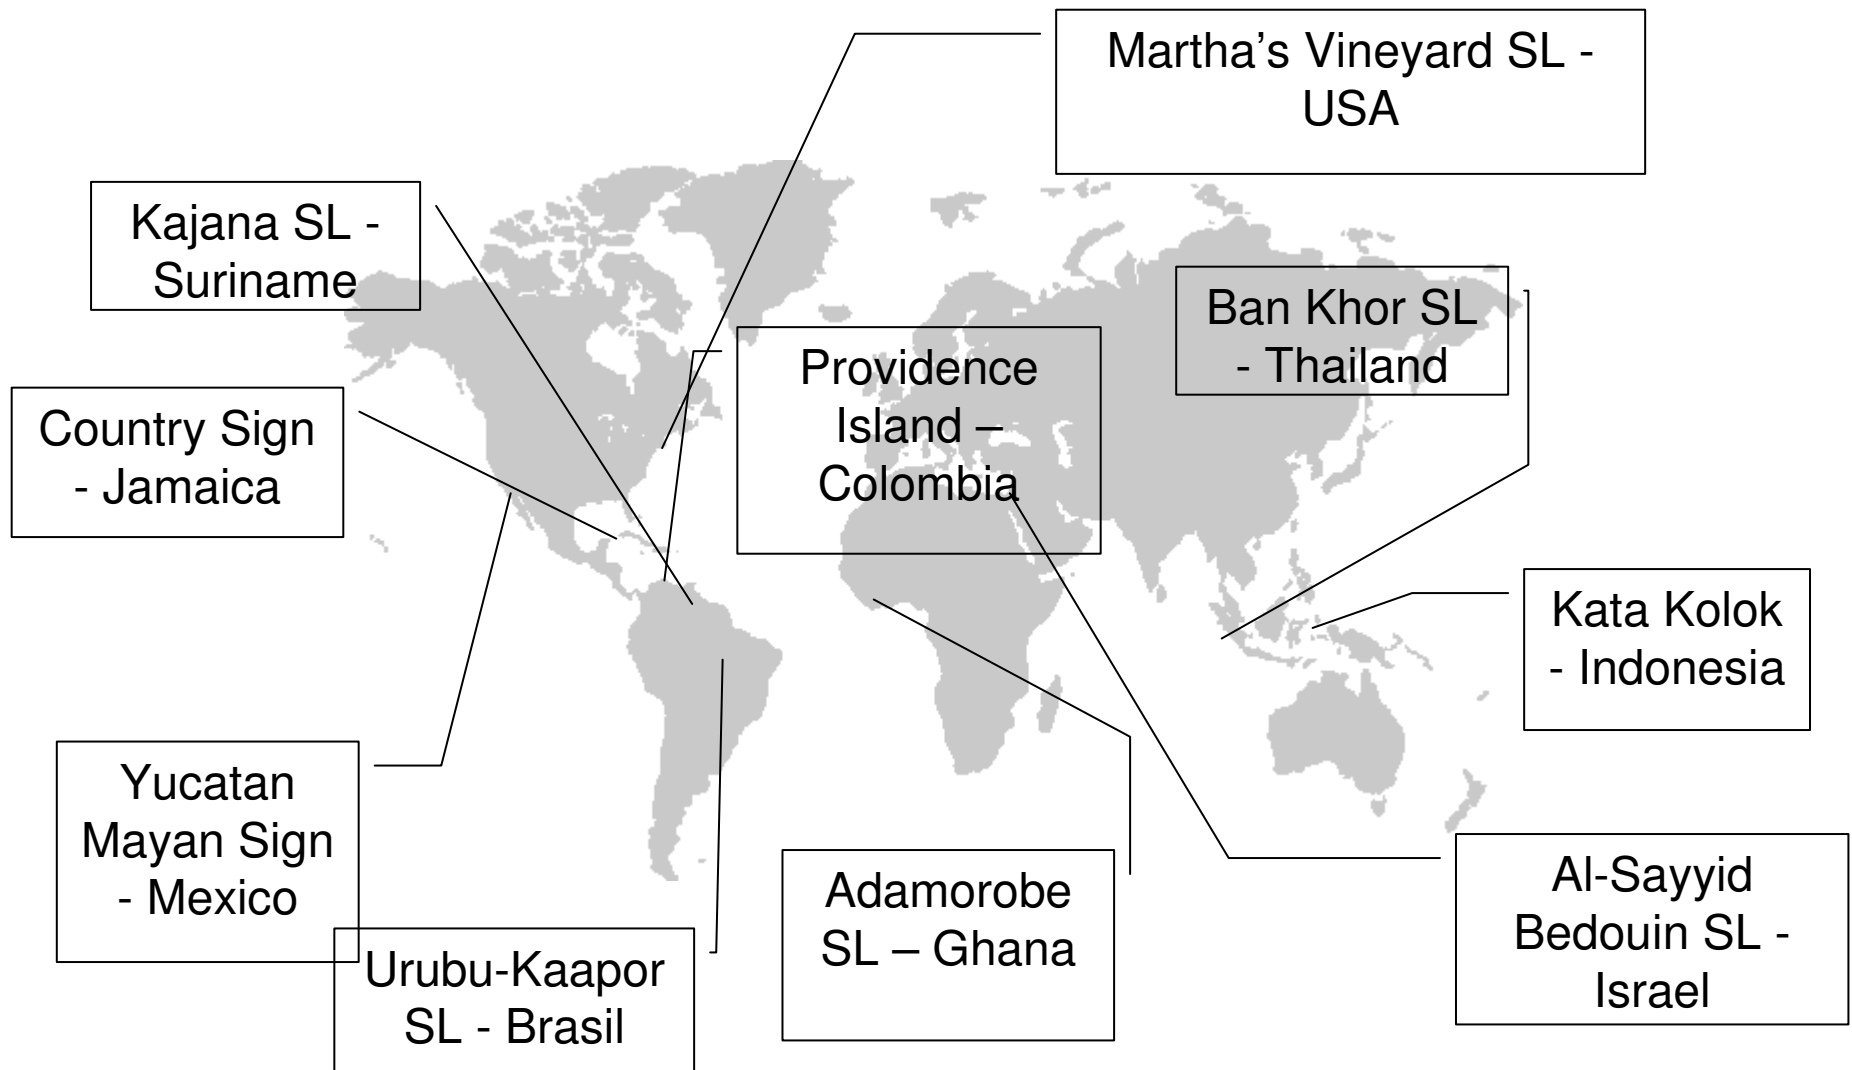 Martha’s Vineyard SL -
USA
Kajana SL -
Suriname
Ban Khor SL
- Thailand
Providence
Island –
Colombia
Country Sign
- Jamaica
Kata Kolok
- Indonesia
Yucatan
Mayan Sign
- Mexico
Adamorobe
SL – Ghana
Al-Sayyid
Bedouin SL -
Israel
Urubu-Kaapor
SL - Brasil